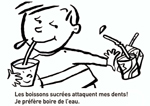 Les boissons sucrées attaquent mes dents!
Je préfère boire de l'eau.